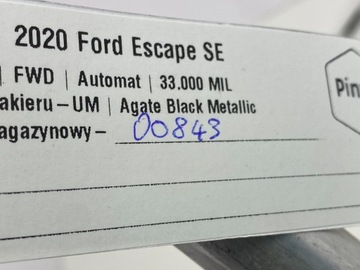 2020 Ford Escape SE
| FWD | Automat | 33.000 MIL
akieru – UM | Agate Black Metallic
agazynowy – 00843
Pin